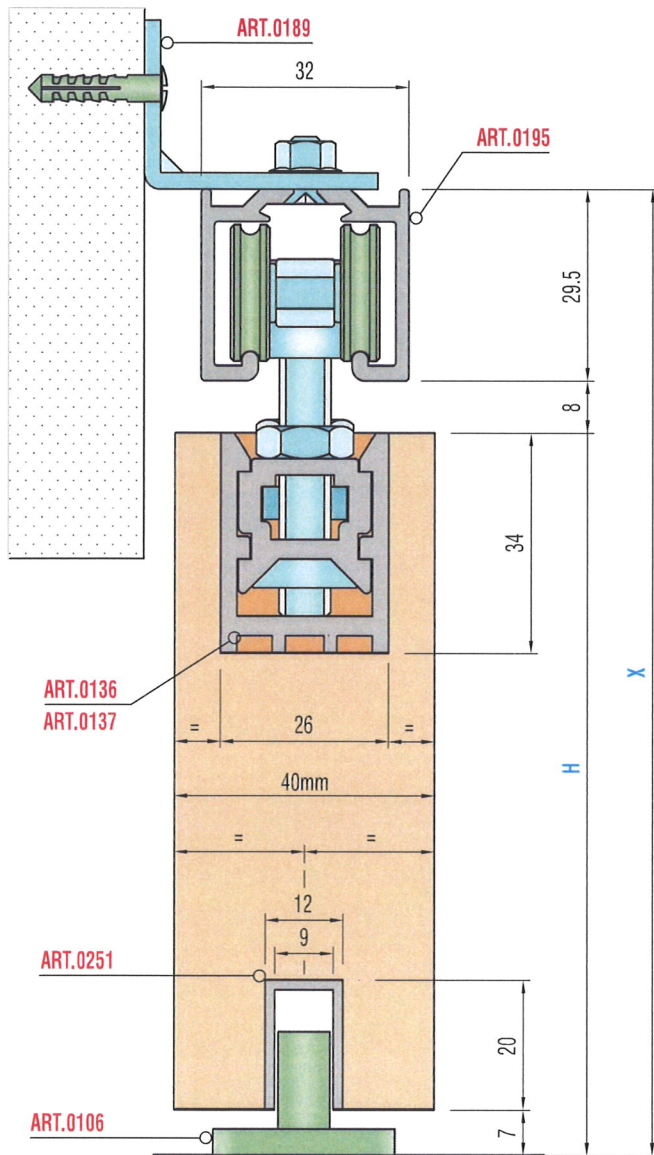 ART.0189
32
ART.0195
29.5
8
34
ART.0136
ART.0137
X
= 26 =
H
40mm
= =
12
9
ART.0251
20
ART.0106
7